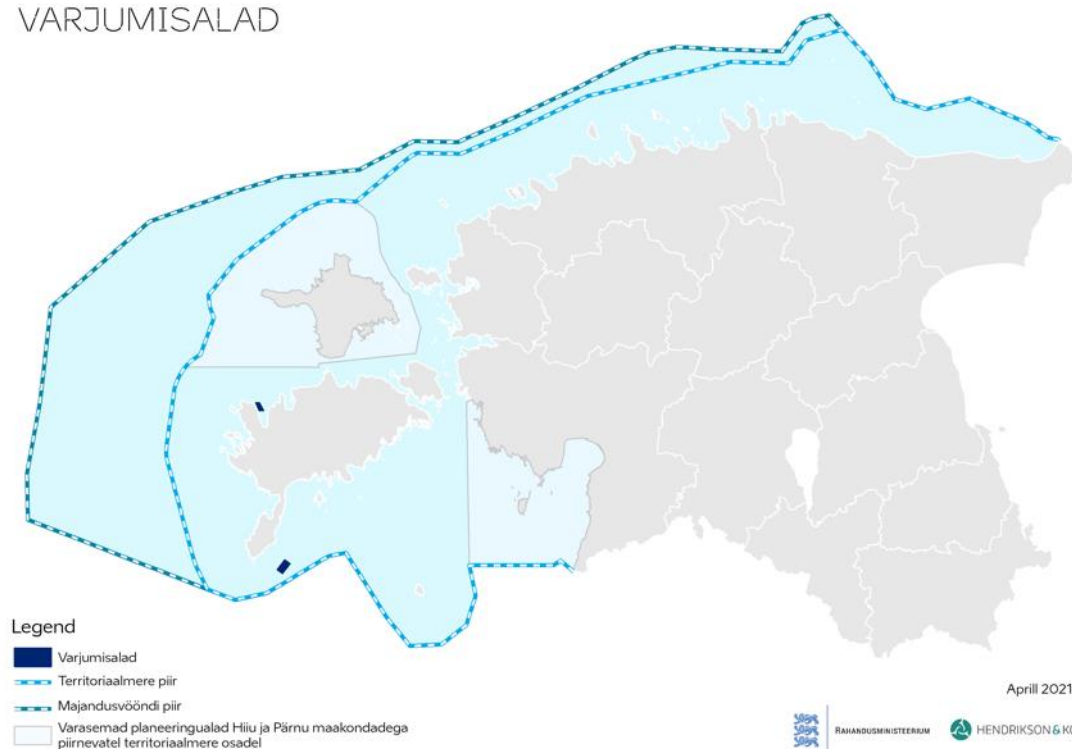 VARJUMISALAD
Legend
Varjumisalad
Territoriaalmere piir
Majandusvööndi piir
Varasemad planeeringualad Hiiu ja Pärnu maakondadega
piirnevatel territoriaalmere osadel
Aprill 2021
RAHANDUSMINISTEERIUM
HENDRIKSON & KO